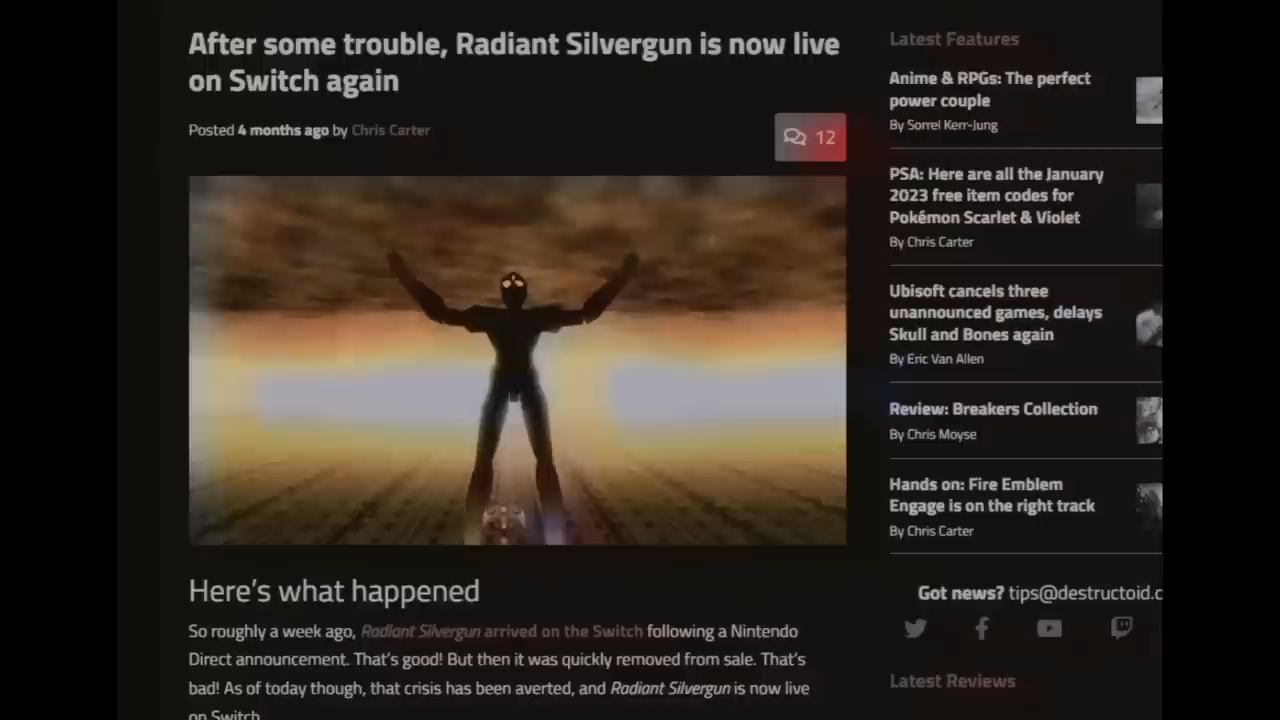 After some trouble, Radiant Silvergun is now live
on Switch again
Posted 4 months ago by Chris Carter
12
Here's what happened
So roughly a week ago, Radiant Silvergun arrived on the Switch following a Nintendo
Direct announcement. That's good! But then it was quickly removed from sale. That's
bad! As of today though, that crisis has been averted, and Radiant Silvergun is now live
on Switch.
Latest Features
Anime & RPGs: The perfect
power couple
By Sorrel Kerr-Jung
PSA: Here are all the January
2023 free item codes for
Pokémon Scarlet & Violet
By Chris Carter
Ubisoft cancels three
unannounced games, delays
Skull and Bones again
By Eric Van Allen
Review: Breakers Collection
By Chris Moyse
Hands on: Fire Emblem
Engage is on the right track
By Chris Carter
Got news? tips@destructoid.c
Latest Reviews